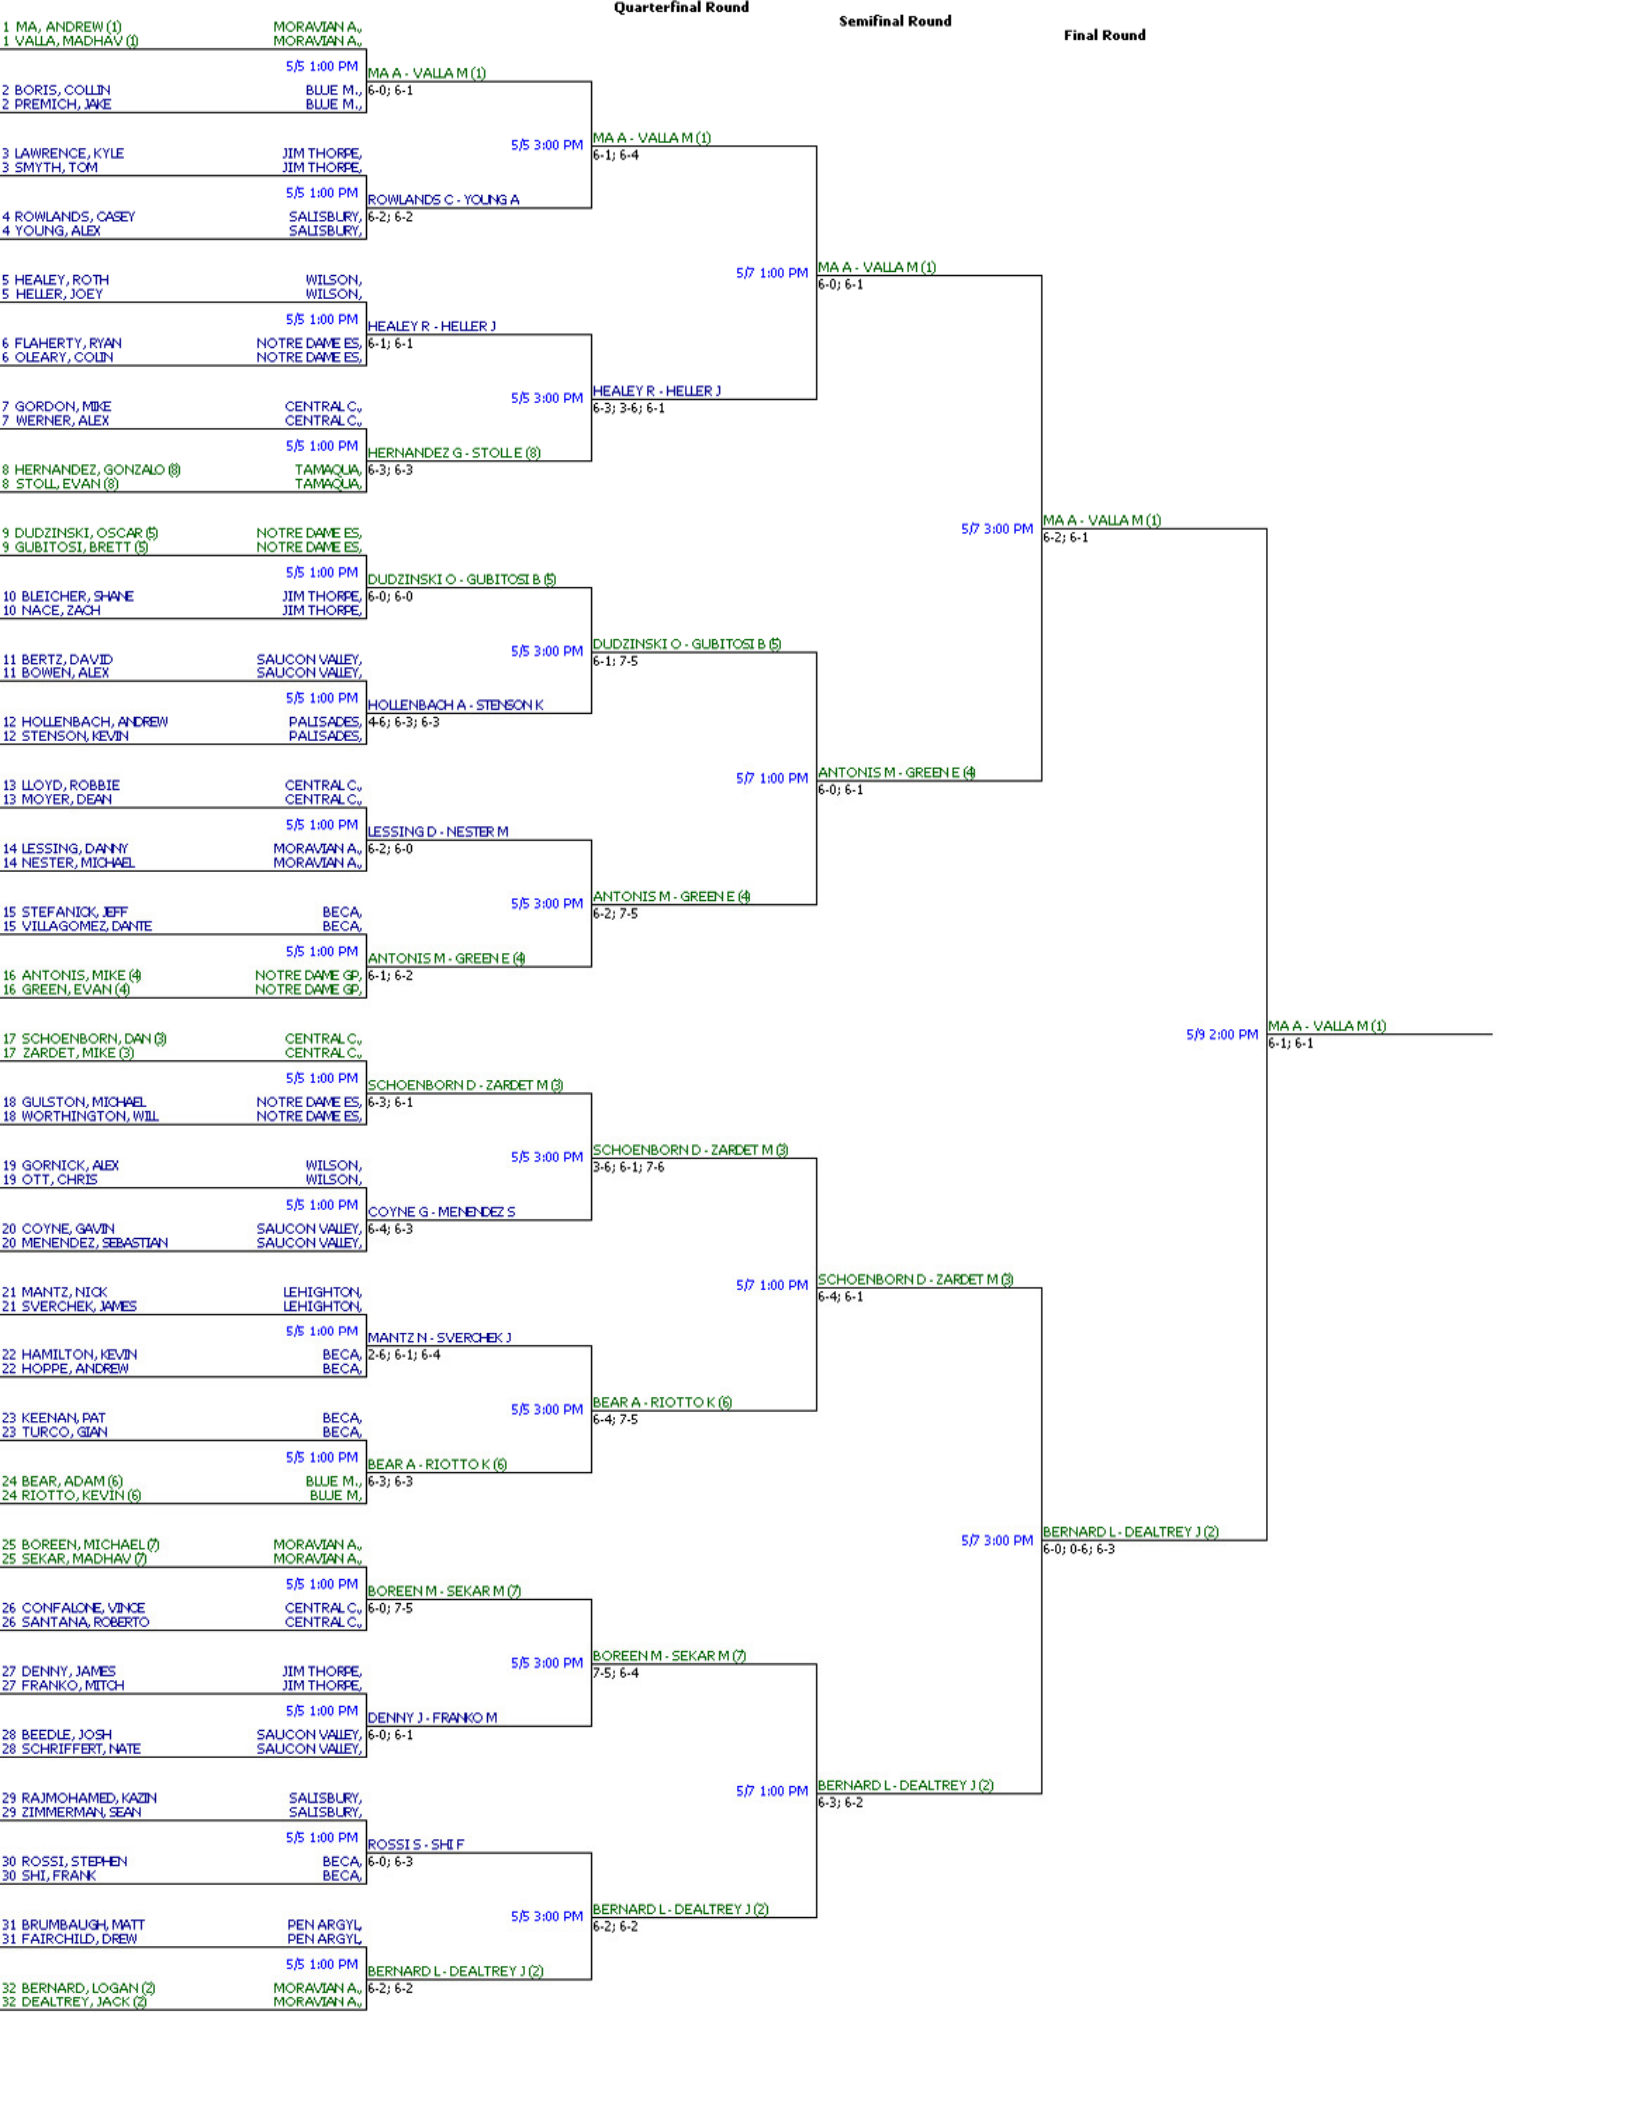 Quarterfinal Round
Semifinal Round
Final Round
1 MA, ANDREW (1) MORAVIAN A.,
1 VALLA, MADHAV (1) MORAVIAN A.,
5/5 1:00 PM MA A - VALLA M (1)
2 BORIS, COLLIN BLUE M., 6-0; 6-1
2 PREMICH, JAKE BLUE M.,
5/5 3:00 PM MA A - VALLA M (1)
6-1; 6-4
3 LAWRENCE, KYLE JIM THORPE,
3 SMYTH, TOM JIM THORPE,
5/5 1:00 PM ROWLANDS C - YOUNG A
4 ROWLANDS, CASEY SALISBURY, 6-2; 6-2
4 YOUNG, ALEX SALISBURY,
5/7 1:00 PM MA A - VALLA M (1)
6-0; 6-1
5 HEALEY, ROTH WILSON,
5 HELLER, JOEY WILSON,
5/5 1:00 PM HEALEY R - HELLER J
6 FLAHERTY, RYAN NOTRE DAME ES, 6-1; 6-1
6 OLEARY, COLIN NOTRE DAME ES,
5/5 3:00 PM HEALEY R - HELLER J
6-3; 3-6; 6-1
7 GORDON, MIKE CENTRAL C.,
7 WERNER, ALEX CENTRAL C.,
5/5 1:00 PM HERNANDEZ G - STOLL E (8)
8 HERNANDEZ, GONZALO (8) TAMAQUA, 6-3; 6-3
8 STOLL, EVAN (8) TAMAQUA,
5/7 3:00 PM MA A - VALLA M (1)
6-2; 6-1
9 DUDZINSKI, OSCAR (5) NOTRE DAME ES,
9 GUBITOSI, BRETT (5) NOTRE DAME ES,
5/5 1:00 PM DUDZINSKI O - GUBITOSI B (5)
10 BLEICHER, SHANE JIM THORPE, 6-0; 6-0
10 NACE, ZACH JIM THORPE,
5/5 3:00 PM DUDZINSKI O - GUBITOSI B (5)
6-1; 7-5
11 BERTZ, DAVID SAUCON VALLEY,
11 BOWEN, ALEX SAUCON VALLEY,
5/5 1:00 PM HOLLENBACH A - STENSON K
12 HOLLENBACH, ANDREW PALISADES, 4-6; 6-3; 6-3
12 STENSON, KEVIN PALISADES,
5/7 1:00 PM ANTONIS M - GREEN E (4)
6-0; 6-1
13 LLOYD, ROBBIE CENTRAL C.,
13 MOYER, DEAN CENTRAL C.,
5/5 1:00 PM LESSING D - NESTER M
14 LESSING, DANNY MORAVIAN A., 6-2; 6-0
14 NESTER, MICHAEL MORAVIAN A.,
5/5 3:00 PM ANTONIS M - GREEN E (4)
6-2; 7-5
15 STEFANICK, JEFF BECA,
15 VILLAGOMEZ, DANTE BECA,
5/5 1:00 PM ANTONIS M - GREEN E (4)
16 ANTONIS, MIKE (4) NOTRE DAME GP, 6-1; 6-2
16 GREEN, EVAN (4) NOTRE DAME GP,
5/9 2:00 PM MA A - VALLA M (1)
6-1; 6-1
17 SCHOENBORN, DAN (3) CENTRAL C.,
17 ZARDET, MIKE (3) CENTRAL C.,
5/5 1:00 PM SCHOENBORN D - ZARDET M (3)
18 GULSTON, MICHAEL NOTRE DAME ES, 6-3; 6-1
18 WORTHINGTON, WILL NOTRE DAME ES,
5/5 3:00 PM SCHOENBORN D - ZARDET M (3)
3-6; 6-1; 7-6
19 GORNICK, ALEX WILSON,
19 OTT, CHRIS WILSON,
5/5 1:00 PM COYNE G - MENENDEZ S
20 COYNE, GAVIN SAUCON VALLEY, 6-4; 6-3
20 MENENDEZ, SEBASTIAN SAUCON VALLEY,
5/7 1:00 PM SCHOENBORN D - ZARDET M (3)
6-4; 6-1
21 MANTZ, NICK LEHIGHTON,
21 SVERCHEK, JAMES LEHIGHTON,
5/5 1:00 PM MANTZ N - SVERCHEK J
22 HAMILTON, KEVIN BECA, 2-6; 6-1; 6-4
22 HOPPE, ANDREW BECA,
5/5 3:00 PM BEAR A - RIOTTO K (6)
6-4; 7-5
23 KEENAN, PAT BECA,
23 TURCO, GIAN BECA,
5/5 1:00 PM BEAR A - RIOTTO K (6)
24 BEAR, ADAM (6) BLUE M., 6-3; 6-3
24 RIOTTO, KEVIN (6) BLUE M,
5/7 3:00 PM BERNARD L - DEALTREY J (2)
6-0; 0-6; 6-3
25 BOREEN, MICHAEL (7) MORAVIAN A.,
25 SEKAR, MADHAV (7) MORAVIAN A.,
5/5 1:00 PM BOREEN M - SEKAR M (7)
26 CONFALONE, VINCE CENTRAL C., 6-0; 7-5
26 SANTANA, ROBERTO CENTRAL C.,
5/5 3:00 PM BOREEN M - SEKAR M (7)
7-5; 6-4
27 DENNY, JAMES JIM THORPE,
27 FRANKO, MITCH JIM THORPE,
5/5 1:00 PM DENNY J - FRANKO M
28 BEEDLE, JOSH SAUCON VALLEY, 6-0; 6-1
28 SCHRIFFERT, NATE SAUCON VALLEY,
5/7 1:00 PM BERNARD L - DEALTREY J (2)
6-3; 6-2
29 RAJMOHAMED, KAZIN SALISBURY,
29 ZIMMERMAN, SEAN SALISBURY,
5/5 1:00 PM ROSSI S - SHI F
30 ROSSI, STEPHEN BECA, 6-0; 6-3
30 SHI, FRANK BECA,
5/5 3:00 PM BERNARD L - DEALTREY J (2)
6-2; 6-2
31 BRUMBAUGH, MATT PEN ARGYL,
31 FAIRCHILD, DREW PEN ARGYL,
5/5 1:00 PM BERNARD L - DEALTREY J (2)
32 BERNARD, LOGAN (2) MORAVIAN A., 6-2; 6-2
32 DEALTREY, JACK (2) MORAVIAN A.,